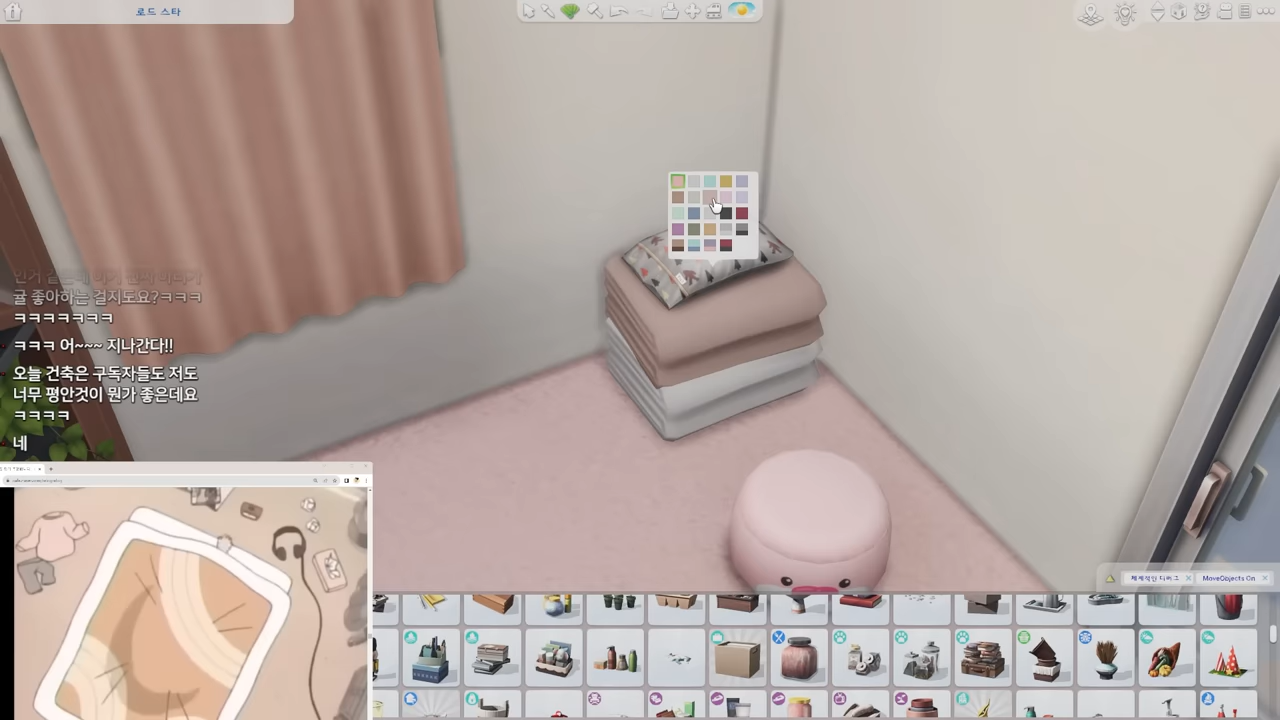 로드 스타
귤 좋아하는 걸지도요?ㅋㅋㅋ
ㅋㅋㅋㅋㅋㅋㅋ
ㅋㅋㅋ 어~~~ 지나간다!!
오늘 건축은 구독자들도 저도
너무 평안것이 뭔가 좋은데요
ㅋㅋㅋㅋ
네
MoveObjects On